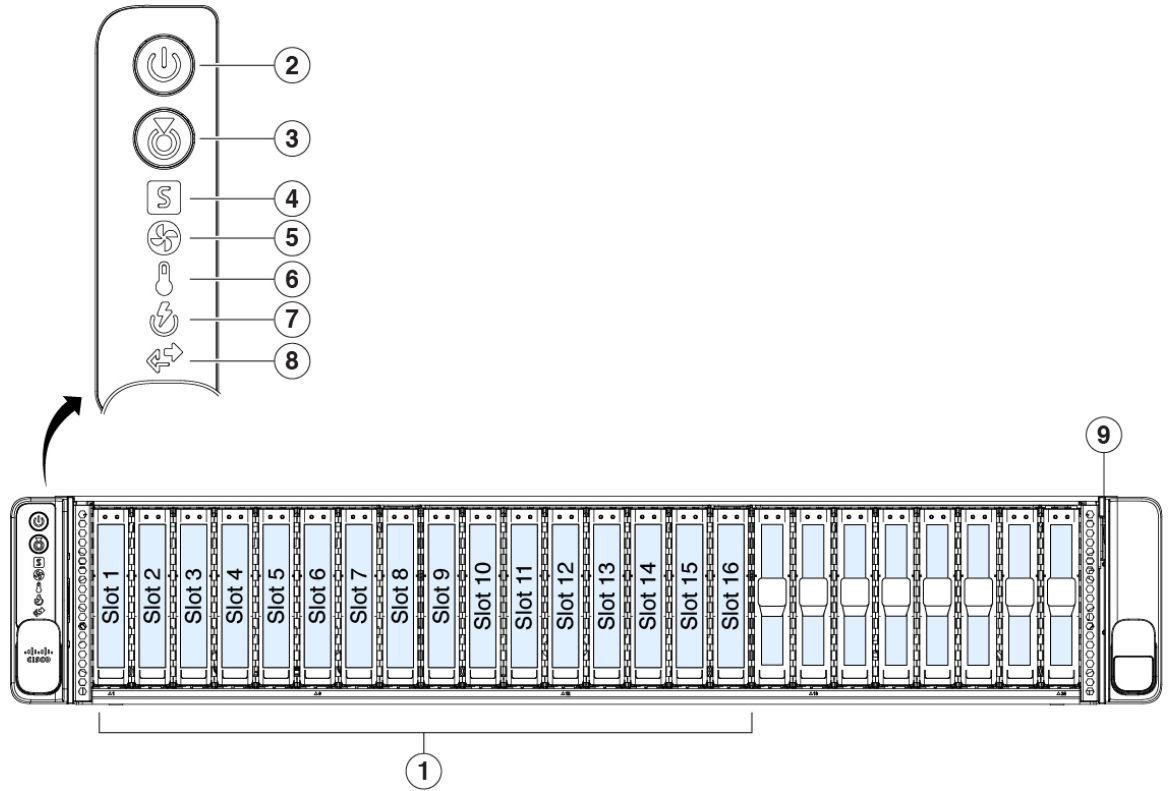 2
3
S
4
5
6
7
8
9
S
Slot 1
Slot 2
Slot 3
Slot 4
Slot 5
Slot 6
Slot 7
Slot 8
Slot 9
Slot 10
Slot 11
Slot 12
Slot 13
Slot 14
Slot 15
Slot 16
CISCO
1